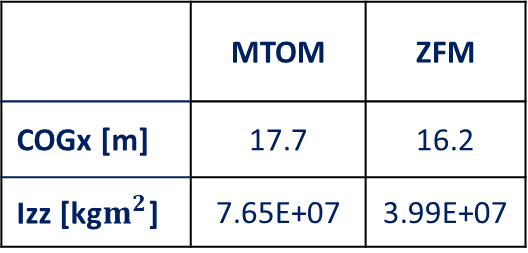 MTOM ZFM
COGx [m] 17.7 16.2
Izz [kgm²] 7.65E+07 3.99E+07